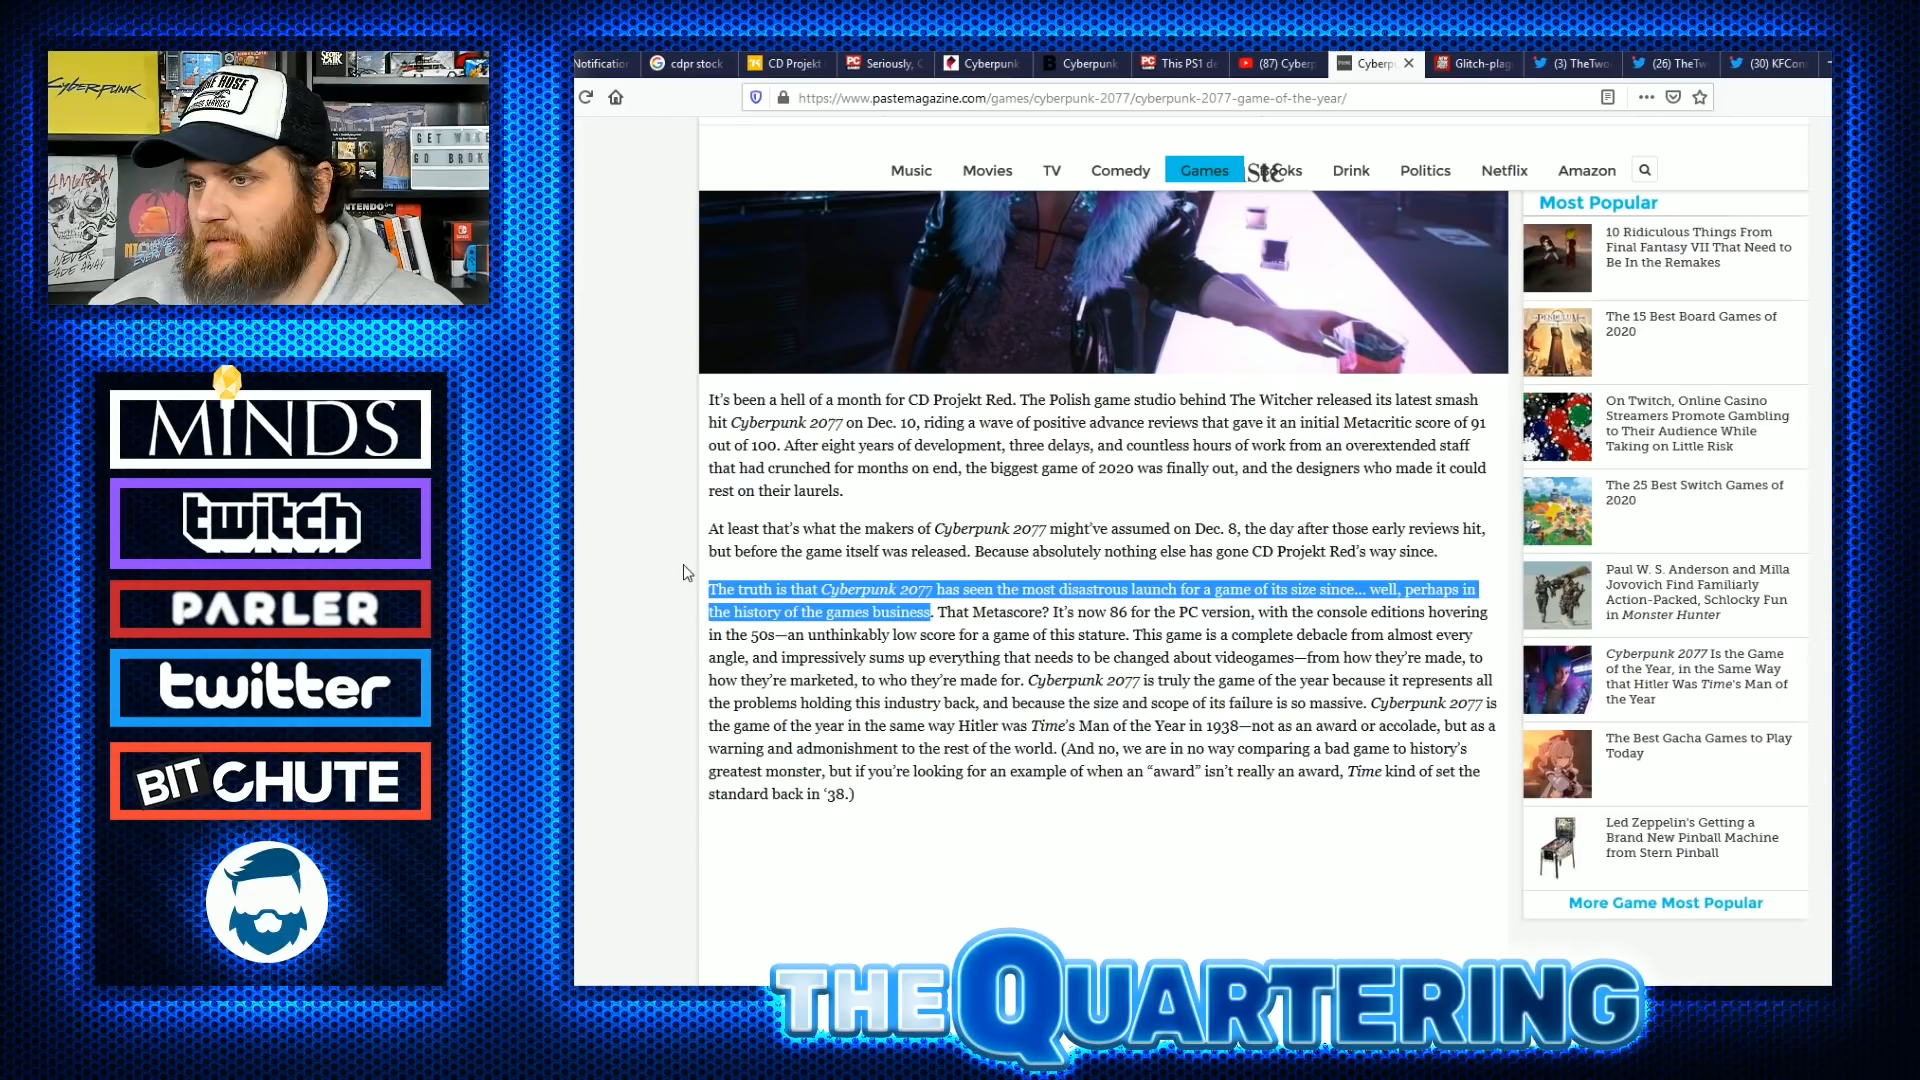 Notification
cdpr stock
CD Projekt
Seriously, C
Cyberpunk
Cyberpunk
This PS1 de
(87) Cyberp
Cyberp
Glitch-plag
(3) TheTwo
(26) TheTw
(30) KFCon
https://www.pastemagazine.com/games/cyberpunk-2077/cyberpunk-2077-game-of-the-year/
Music Movies TV Comedy Games Books Drink Politics Netflix Amazon
Cyberpunk
HOSE
SERVICES
GET WOKE
GO BROKE
SAMURAI
NEVER
FADE AWAY
NINTENDO 64
MINDS
twitch
PARLER
twitter
BIT CHUTE
It's been a hell of a month for CD Projekt Red. The Polish game studio behind The Witcher released its latest smash
hit Cyberpunk 2077 on Dec. 10, riding a wave of positive advance reviews that gave it an initial Metacritic score of 91
out of 100. After eight years of development, three delays, and countless hours of work from an overextended staff
that had crunched for months on end, the biggest game of 2020 was finally out, and the designers who made it could
rest on their laurels.
At least that's what the makers of Cyberpunk 2077 might've assumed on Dec. 8, the day after those early reviews hit,
but before the game itself was released. Because absolutely nothing else has gone CD Projekt Red's way since.
The truth is that Cyberpunk 2077 has seen the most disastrous launch for a game of its size since... well, perhaps in
the history of the games business. That Metascore? It's now 86 for the PC version, with the console editions hovering
in the 50s—an unthinkably low score for a game of this stature. This game is a complete debacle from almost every
angle, and impressively sums up everything that needs to be changed about videogames—from how they're made, to
how they're marketed, to who they're made for. Cyberpunk 2077 is truly the game of the year because it represents all
the problems holding this industry back, and because the size and scope of its failure is so massive. Cyberpunk 2077 is
the game of the year in the same way Hitler was Time's Man of the Year in 1938—not as an award or accolade, but as a
warning and admonishment to the rest of the world. (And no, we are in no way comparing a bad game to history's
greatest monster, but if you're looking for an example of when an “award” isn't really an award, Time kind of set the
standard back in ‘38.)
Most Popular
10 Ridiculous Things From
Final Fantasy VII That Need to
Be In the Remakes
The 15 Best Board Games of
2020
On Twitch, Online Casino
Streamers Promote Gambling
to Their Audience While
Taking on Little Risk
The 25 Best Switch Games of
2020
Paul W. S. Anderson and Milla
Jovovich Find Familiarly
Action-Packed, Schlocky Fun
in Monster Hunter
Cyberpunk 2077 Is the Game
of the Year, in the Same Way
that Hitler Was Time's Man of
the Year
The Best Gacha Games to Play
Today
Led Zeppelin's Getting a
Brand New Pinball Machine
from Stern Pinball
More Game Most Popular
THE QUARTERING